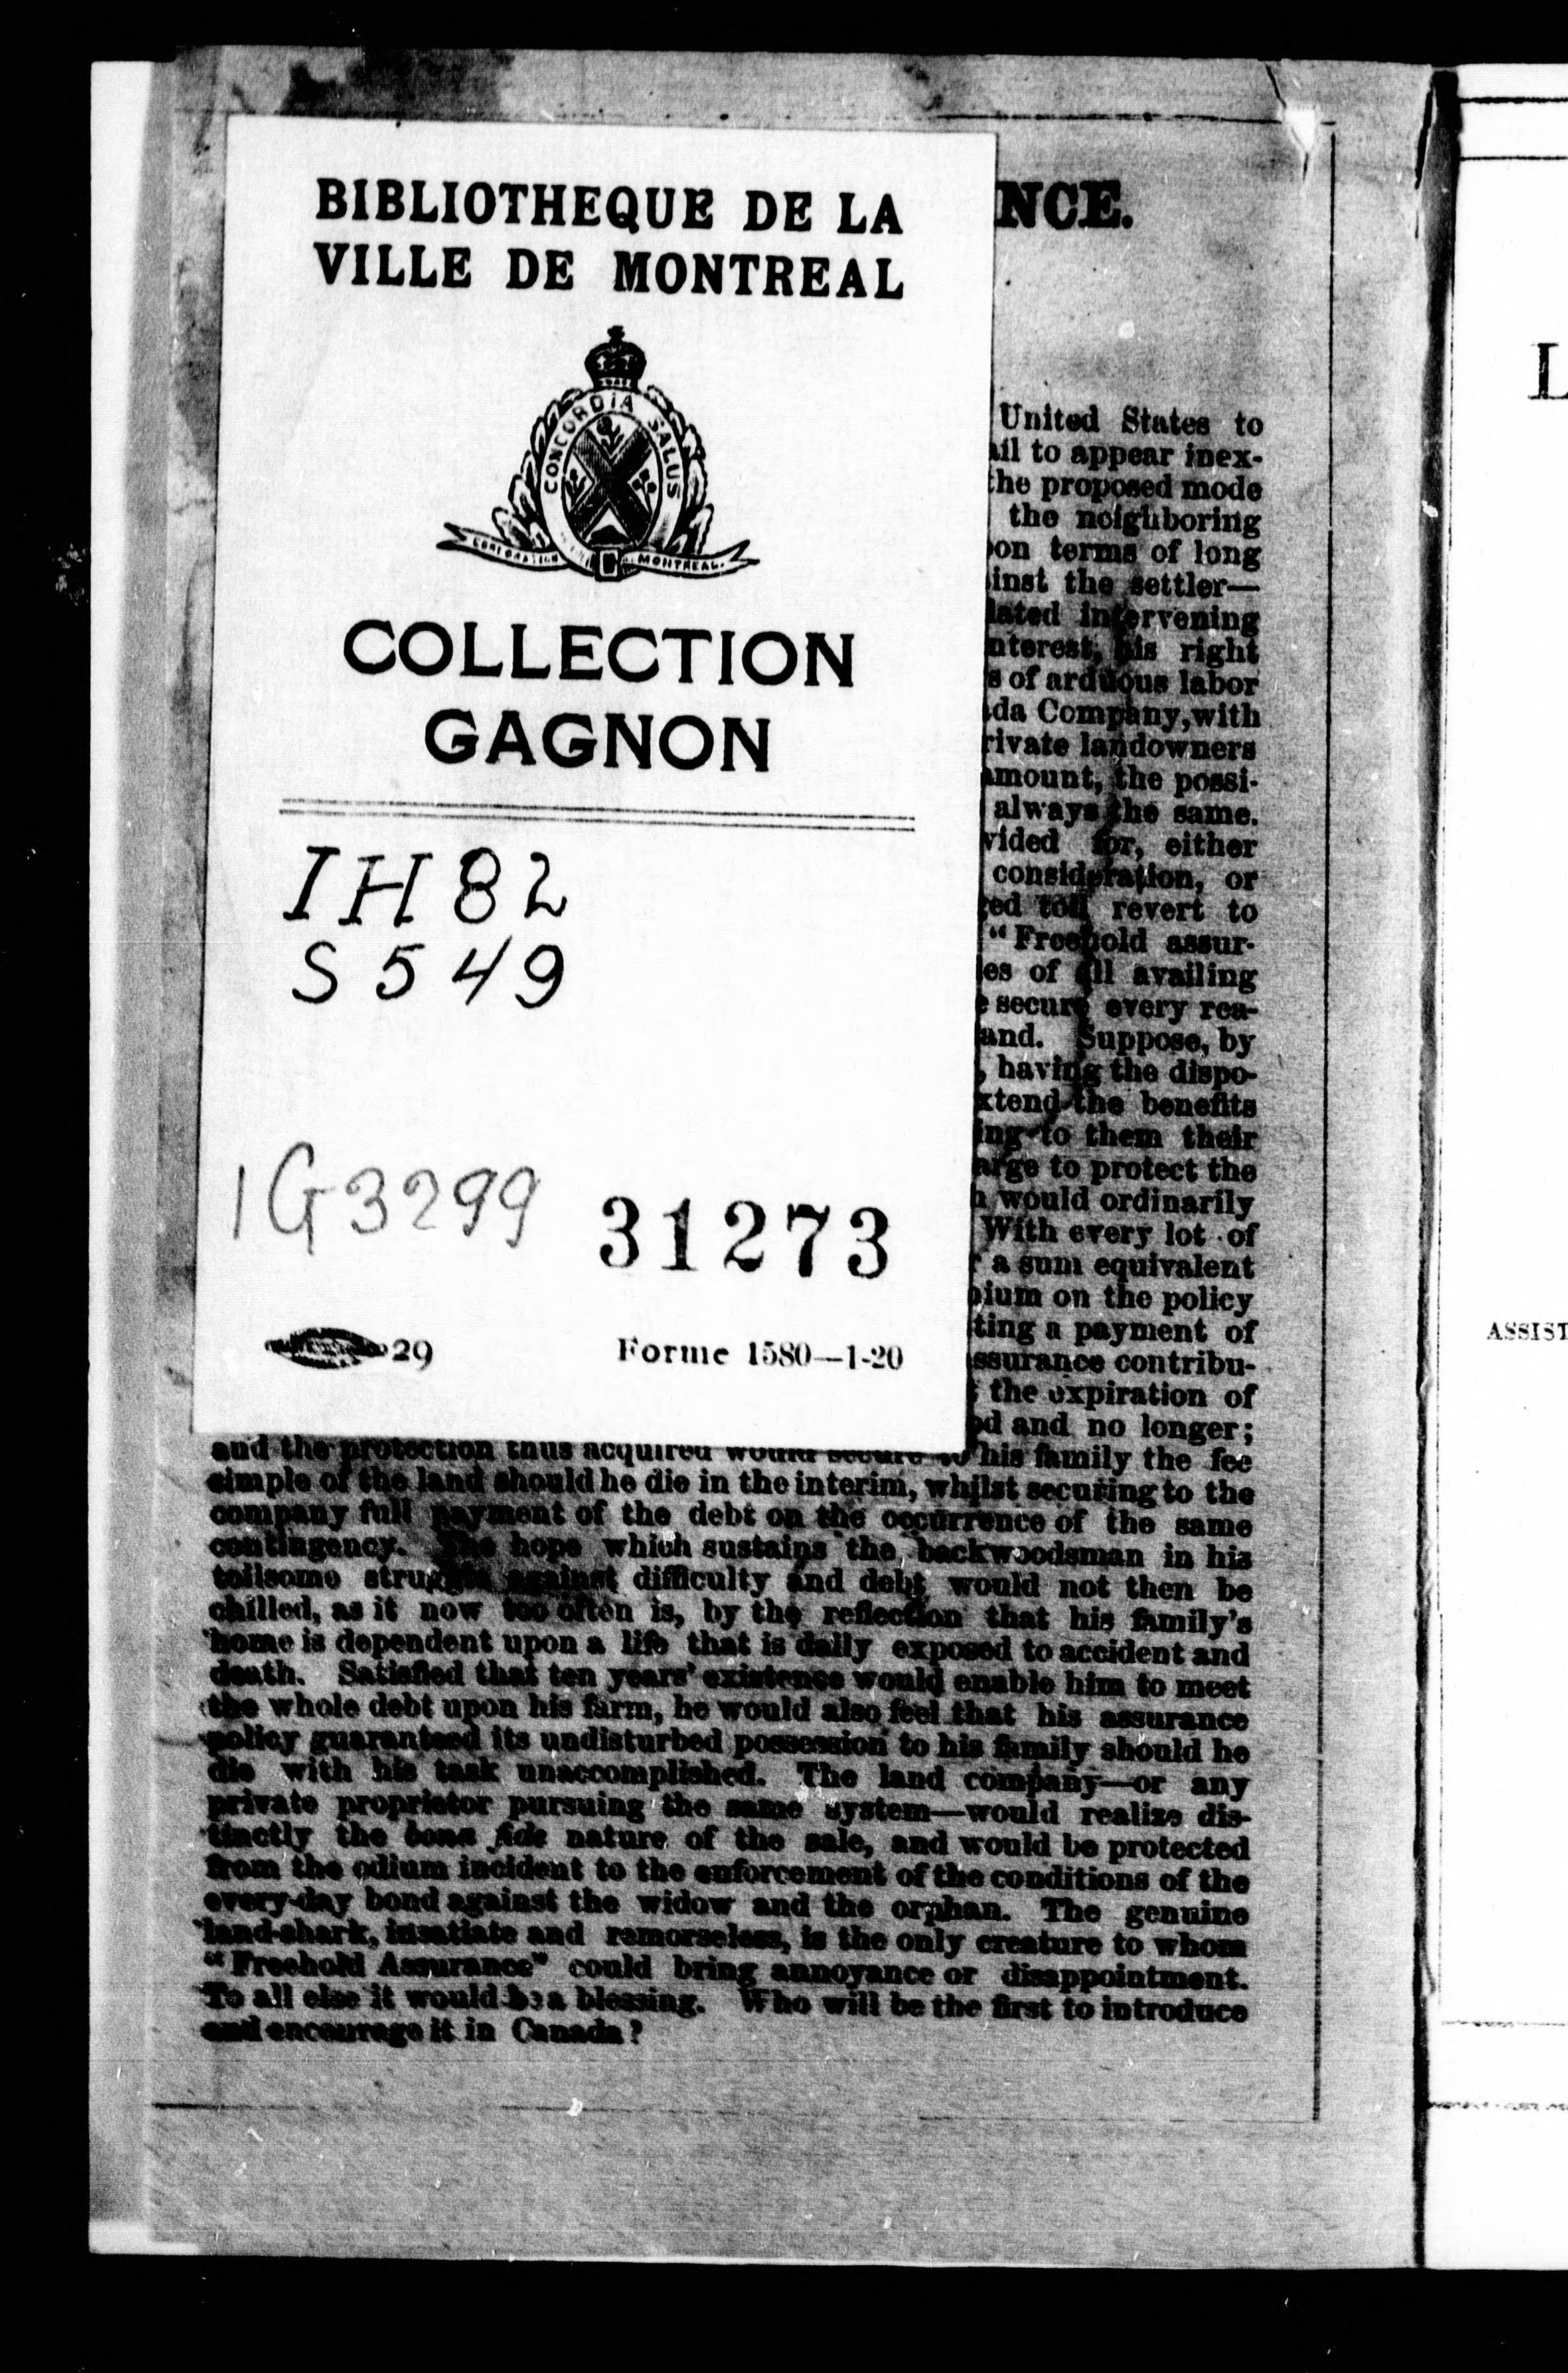 BIBLIOTHEQUE DE LA
VILLE DE MONTREAL
CONCORDIA SALUS
MONTREAL.
COLLECTION
GAGNON
IH82
S549
1G3299 31273
29 Forme 1580—1-20
NCE.
United States to
to appear inex-
proposed mode
the neighboring
terms of long
the settler—
intervening
his right
of arduous labor
Company, with
landowners
the possi-
always the same.
for, either
consideration, or
revert to
"Freehold assur-
of all availing
secure every rea-
Suppose, by
having the dispo-
the benefits
to them their
to protect the
would ordinarily
With every lot of
a sum equivalent
on the policy
a payment of
contribu-
the expiration of
and no longer;
and the protection thus acquired would secure to his family the fee
simple of the land should he die in the interim, whilst securing to the
company full payment of the debt on the occurrence of the same
contingency. The hope which sustains the backwoodsman in his
toilsome struggle against difficulty and debt would not then be
chilled, as it now too often is, by the reflection that his family's
home is dependent upon a life that is daily exposed to accident and
death. Satisfied that ten years' existence would enable him to meet
the whole debt upon his farm, he would also feel that his assurance
policy guaranteed its undisturbed possession to his family should he
die with his task unaccomplished. The land company—or any
private proprietor pursuing the same system—would realize dis-
tinctly the bona fide nature of the sale, and would be protected
from the odium incident to the enforcement of the conditions of the
every-day bond against the widow and the orphan. The genuine
land-shark, insatiate and remorseless, is the only creature to whom
"Freehold Assurance" could bring annoyance or disappointment.
To all else it would be a blessing. Who will be the first to introduce
and encourage it in Canada?
L
ASSIST